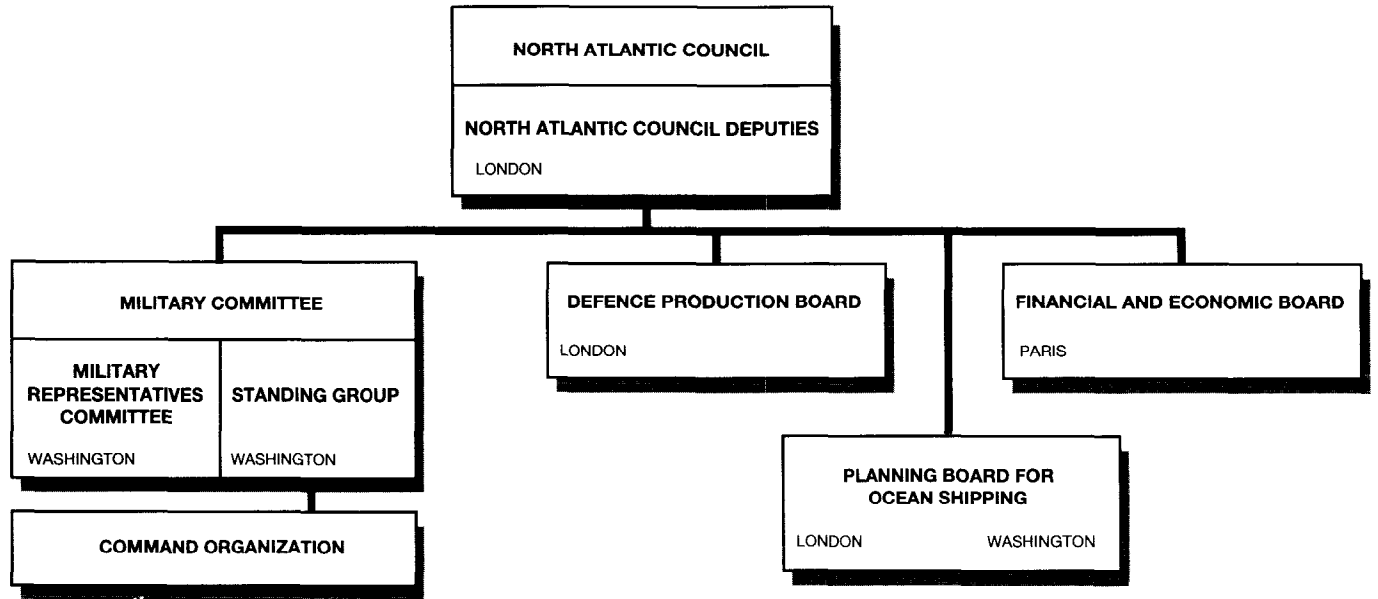 NORTH ATLANTIC COUNCIL
NORTH ATLANTIC COUNCIL DEPUTIES
LONDON
MILITARY COMMITTEE
MILITARY
REPRESENTATIVES
COMMITTEE
WASHINGTON
STANDING GROUP
WASHINGTON
COMMAND ORGANIZATION
DEFENCE PRODUCTION BOARD
LONDON
PLANNING BOARD FOR
OCEAN SHIPPING
LONDON WASHINGTON
FINANCIAL AND ECONOMIC BOARD
PARIS